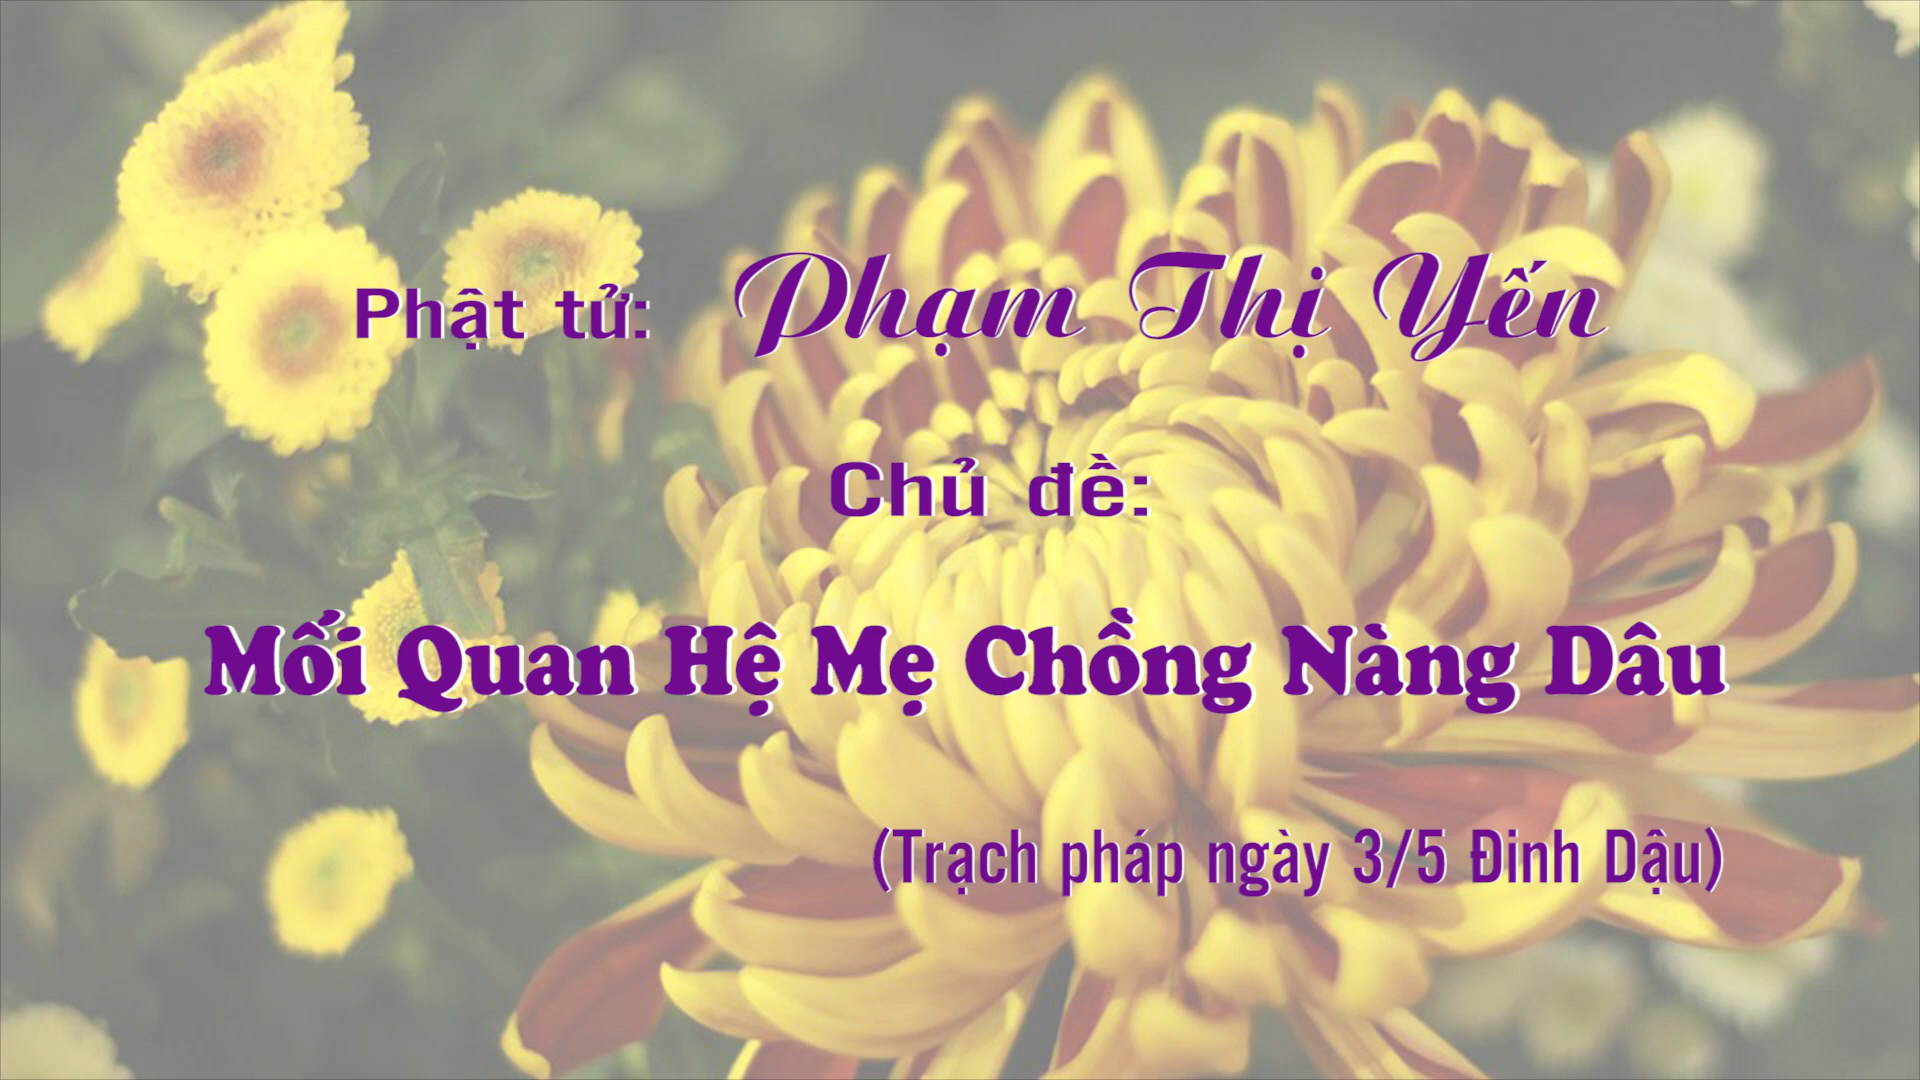 Phật tử: Phạm Thị Yến
Chủ đề:
Mối Quan Hệ Mẹ Chồng Nàng Dâu
(Trạch pháp ngày 3/5 Đinh Dậu)